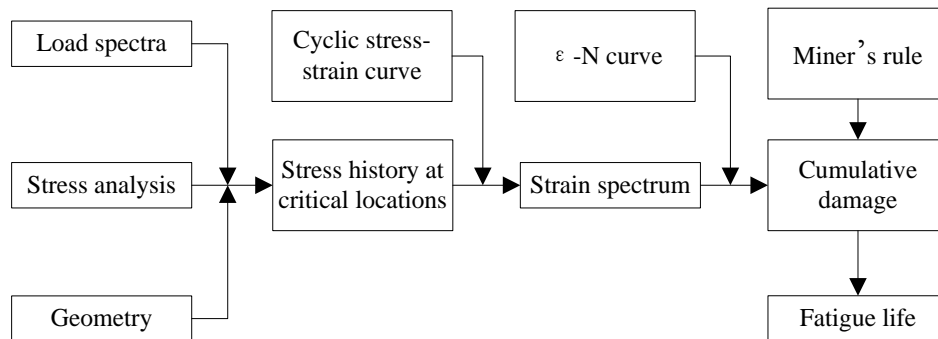 Load spectra
Cyclic stress-
strain curve
ε-N curve
Miner’s rule
Stress analysis
Stress history at
critical locations
Strain spectrum
Cumulative
damage
Geometry
Fatigue life